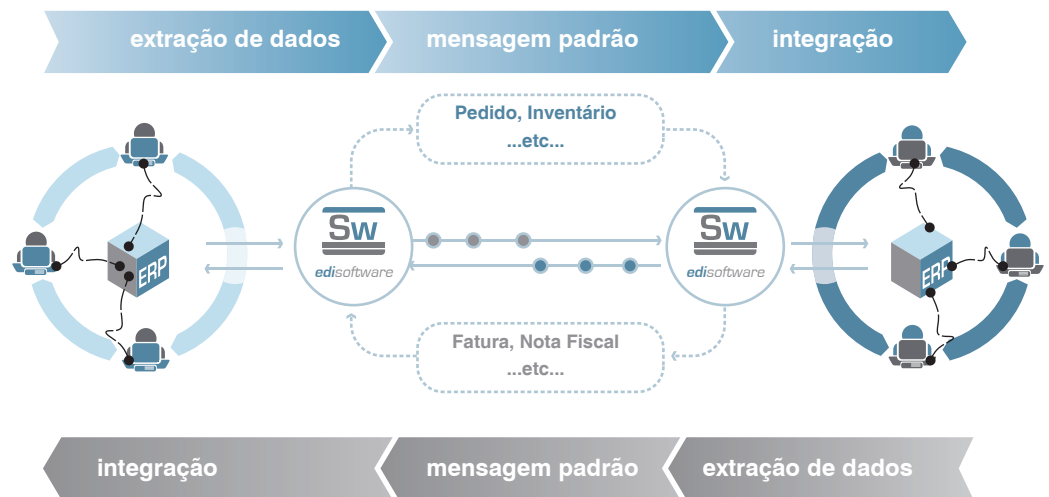 extração de dados
mensagem padrão
integração
Pedido, Inventário
...etc...
Sw
edisoftware
Sw
edisoftware
ERP
ERP
Fatura, Nota Fiscal
...etc...
integração
mensagem padrão
extração de dados